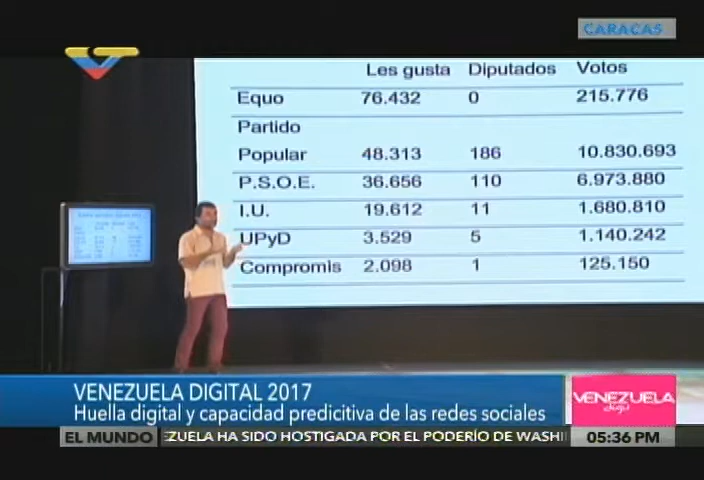 CARACAS
Les gusta Diputados Votos
Equo 76.432 0 215.776
Partido
Popular 48.313 186 10.830.693
P.S.O.E. 36.656 110 6.973.880
I.U. 19.612 11 1.680.810
UPyD 3.529 5 1.140.242
Compromis 2.098 1 125.150
VENEZUELA DIGITAL 2017
Huella digital y capacidad predicitiva de las redes sociales
VENEZUELA
digital
EL MUNDO ZUELA HA SIDO HOSTIGADA POR EL PODERÍO DE WASHI 05:36 PM